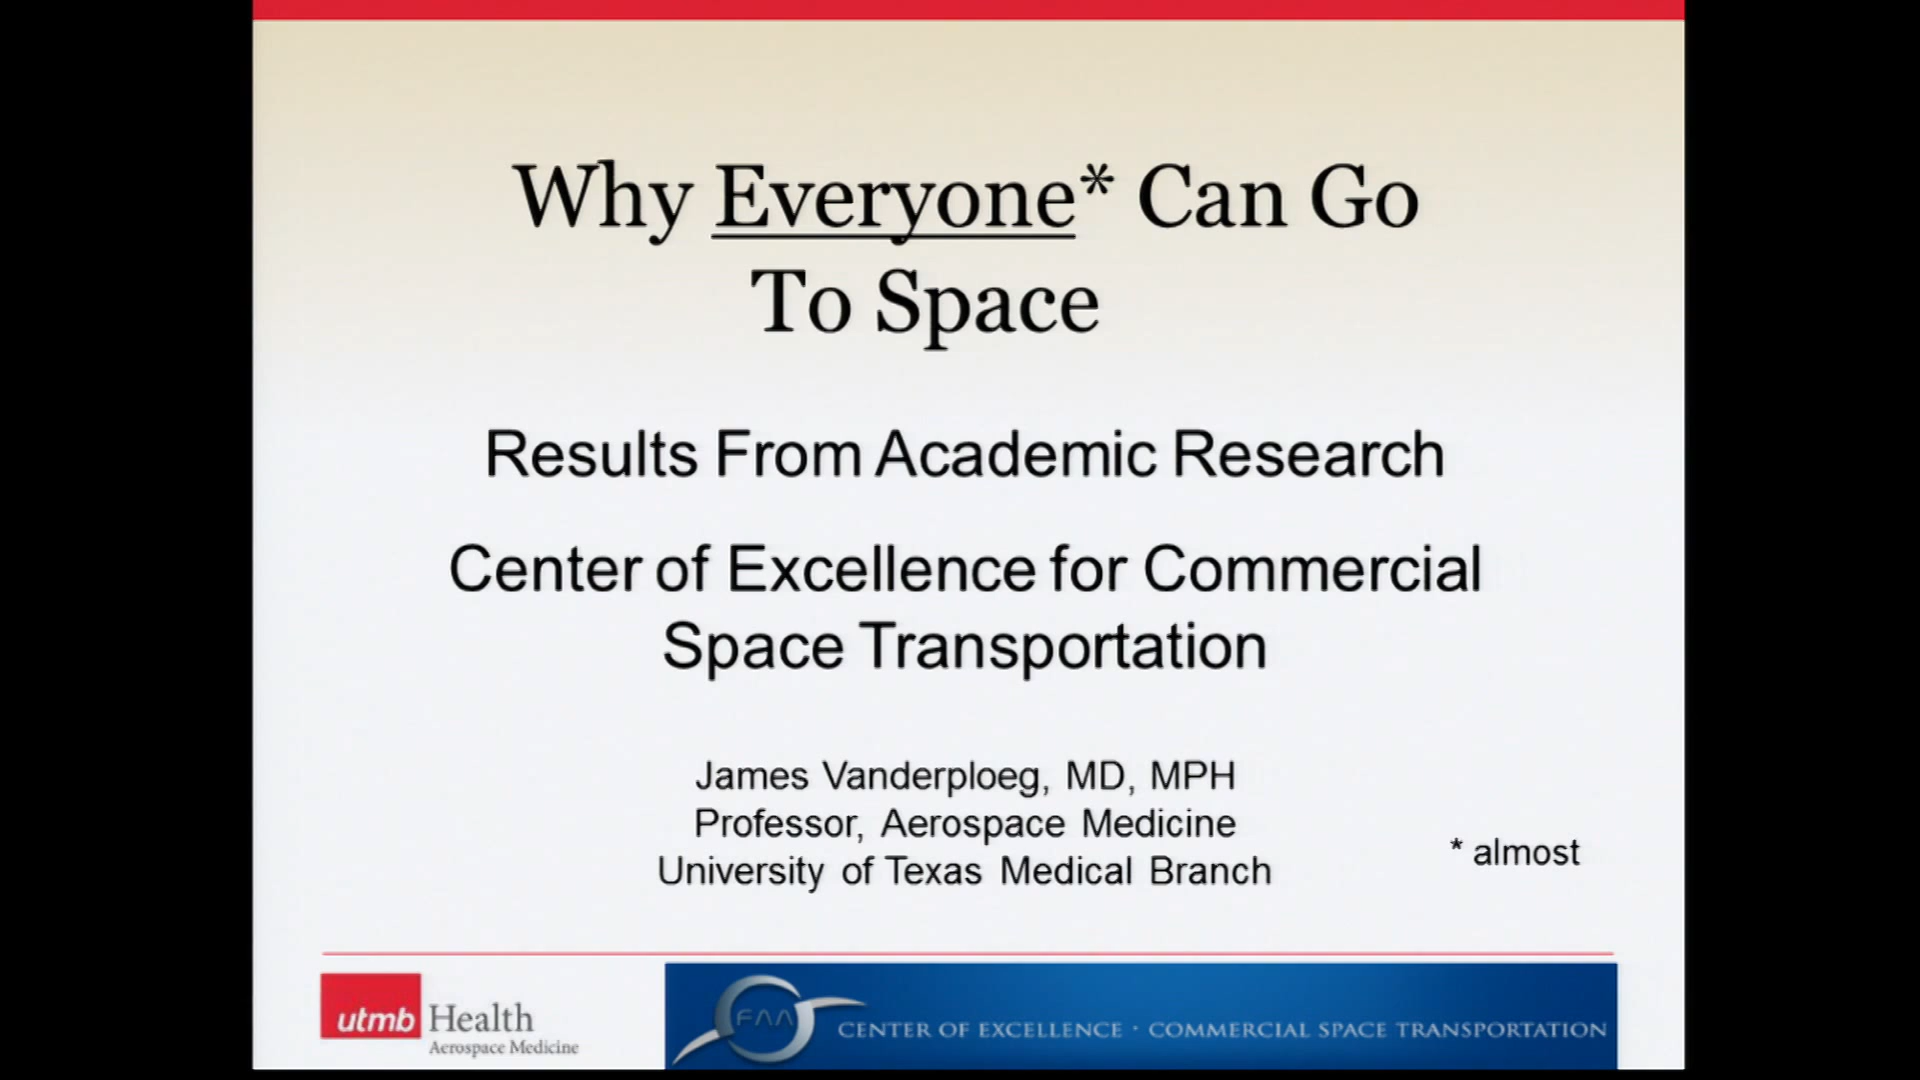 Why Everyone* Can Go
To Space
Results From Academic Research
Center of Excellence for Commercial
Space Transportation
James Vanderploeg, MD, MPH
Professor, Aerospace Medicine
University of Texas Medical Branch
* almost
utmb Health
Aerospace Medicine
FAA
CENTER OF EXCELLENCE · COMMERCIAL SPACE TRANSPORTATION